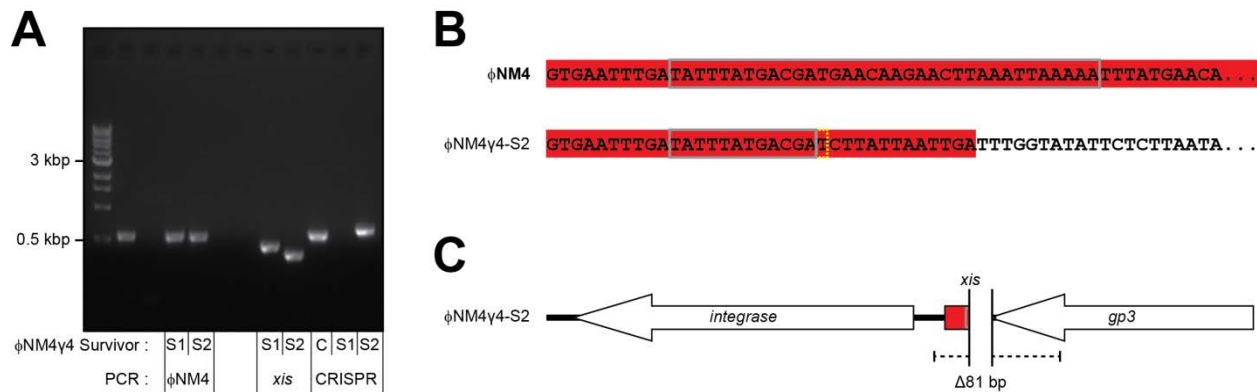 A
3 kbp
0.5 kbp
ϕNM4γ4 Survivor : S1 S2 S1 S2 C S1 S2
PCR : ϕNM4 xis CRISPR
B
ϕNM4 GTGAATTTGATATTTATGACGATGAACAAGAACTTAAATTAAAAATTTATGAACA...
ϕNM4γ4-S2 GTGAATTTGATATTTATGACGATCTTATTAATTGATTTGGTATATTCTCTTAATA...
C
xis
ϕNM4γ4-S2 integrase gp3
Δ81 bp